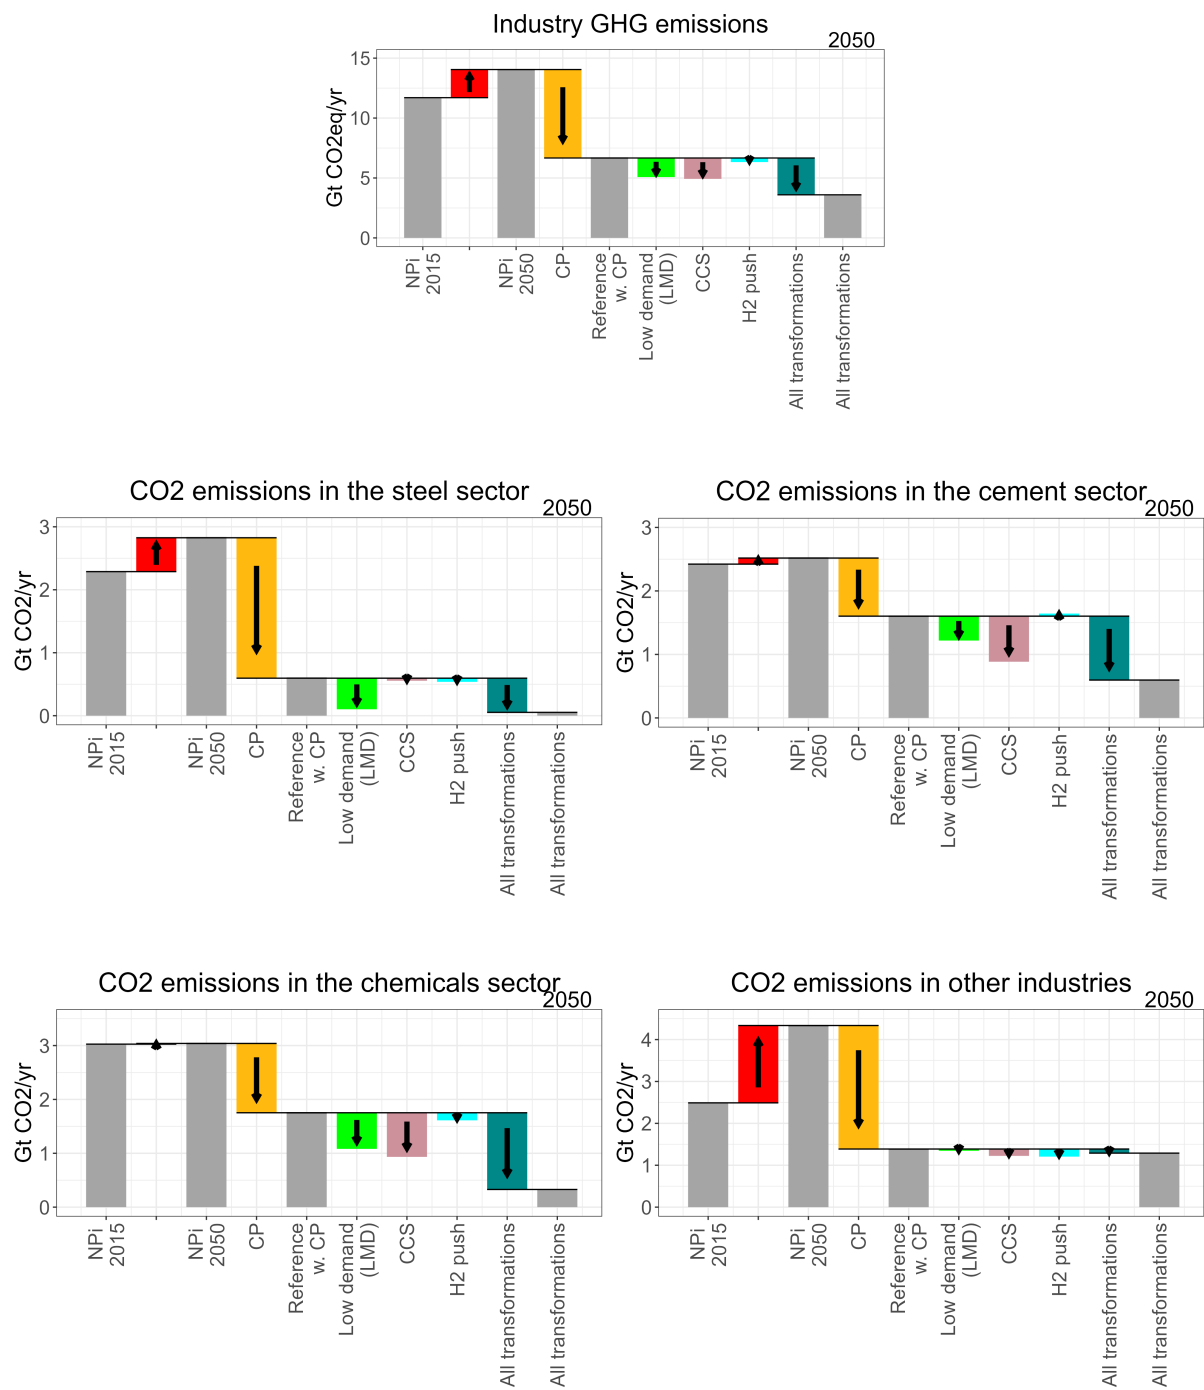 Industry GHG emissions
2050
Gt CO2eq/yr
15
10
5
0
NPi
2015
NPi
2050
CP
Reference
w. CP
Low demand
(LMD)
CCS
H2 push
All transformations
All transformations
CO2 emissions in the steel sector
2050
Gt CO2/yr
3
2
1
0
NPi
2015
NPi
2050
CP
Reference
w. CP
Low demand
(LMD)
CCS
H2 push
All transformations
All transformations
CO2 emissions in the cement sector
2050
Gt CO2/yr
3
2
1
0
NPi
2015
NPi
2050
CP
Reference
w. CP
Low demand
(LMD)
CCS
H2 push
All transformations
All transformations
CO2 emissions in the chemicals sector
2050
Gt CO2/yr
3
2
1
0
NPi
2015
NPi
2050
CP
Reference
w. CP
Low demand
(LMD)
CCS
H2 push
All transformations
All transformations
CO2 emissions in other industries
2050
Gt CO2/yr
4
3
2
1
0
NPi
2015
NPi
2050
CP
Reference
w. CP
Low demand
(LMD)
CCS
H2 push
All transformations
All transformations